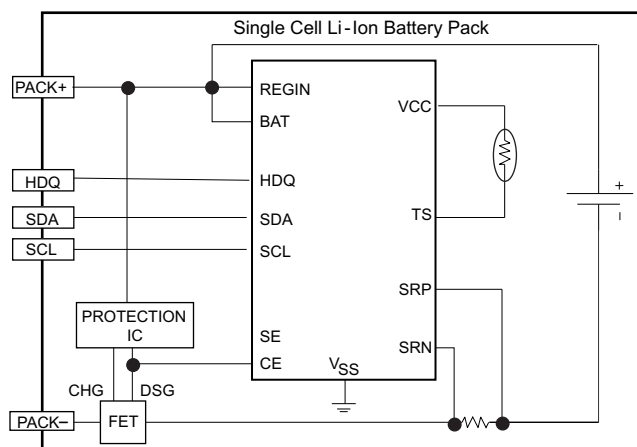 Single Cell Li-Ion Battery Pack
PACK+
REGIN
VCC
BAT
+
HDQ
HDQ
SDA
SDA
TS
-
SCL
SCL
SRP
PROTECTION
IC
SE
SRN
CE
VSS
CHG
DSG
PACK–
FET